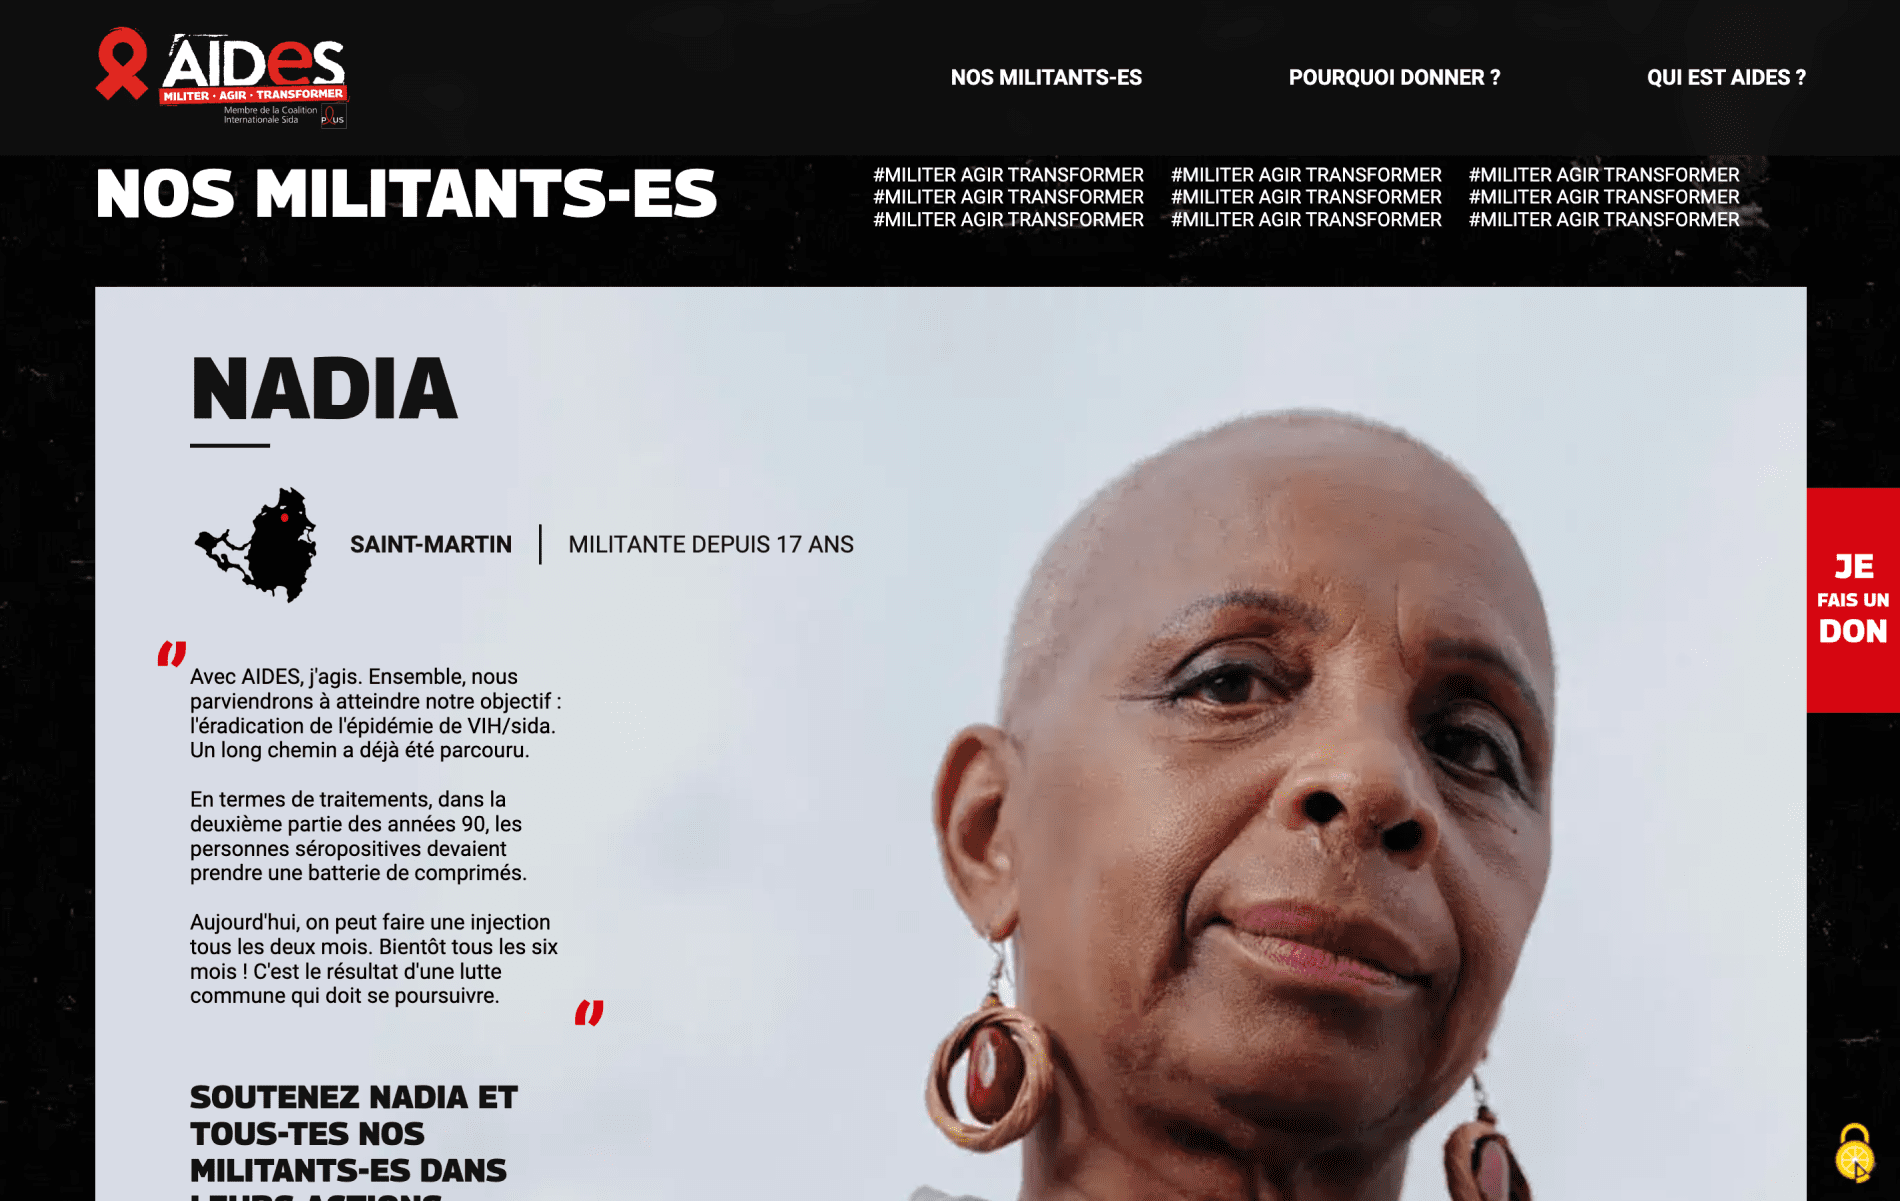 AIDES
MILITER · AGIR · TRANSFORMER
Membre de la Coalition
Internationale Sida
PLUS
NOS MILITANTS-ES
POURQUOI DONNER ?
QUI EST AIDES ?
NOS MILITANTS-ES
#MILITER AGIR TRANSFORMER #MILITER AGIR TRANSFORMER #MILITER AGIR TRANSFORMER
#MILITER AGIR TRANSFORMER #MILITER AGIR TRANSFORMER #MILITER AGIR TRANSFORMER
#MILITER AGIR TRANSFORMER #MILITER AGIR TRANSFORMER #MILITER AGIR TRANSFORMER
NADIA
SAINT-MARTIN | MILITANTE DEPUIS 17 ANS
Avec AIDES, j'agis. Ensemble, nous
parviendrons à atteindre notre objectif :
l'éradication de l'épidémie de VIH/sida.
Un long chemin a déjà été parcouru.
En termes de traitements, dans la
deuxième partie des années 90, les
personnes séropositives devaient
prendre une batterie de comprimés.
Aujourd'hui, on peut faire une injection
tous les deux mois. Bientôt tous les six
mois ! C'est le résultat d'une lutte
commune qui doit se poursuivre.
SOUTENEZ NADIA ET
TOUS-TES NOS
MILITANTS-ES DANS
LEURS ACTIONS
JE
FAIS UN
DON